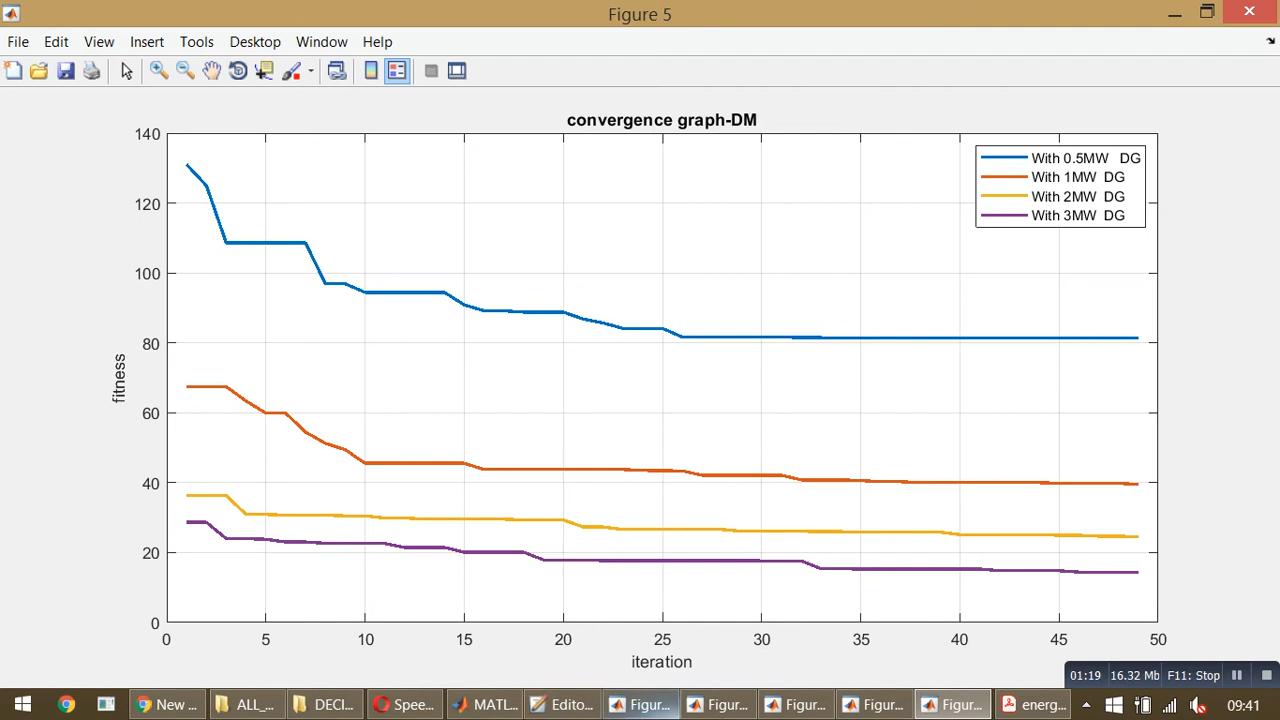 Figure 5
File Edit View Insert Tools Desktop Window Help
convergence graph-DM
140
120
100
80
60
40
20
0
fitness
With 0.5MW DG
With 1MW DG
With 2MW DG
With 3MW DG
0 5 10 15 20 25 30 35 40 45 50
iteration
01:19 16.32 Mb F11: Stop
New ... ALL_... DECI... Spee... MATL... Edito... Figur... Figur... Figur... Figur... Figur... energ... 09:41